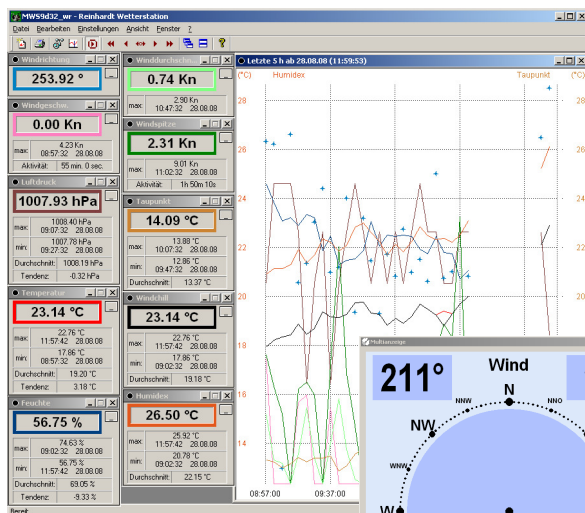 MWS9d32_wr - Reinhardt Wetterstation
Datei Bearbeiten Einstellungen Ansicht Fenster ?
Windrichtung
253.92 °
Windgeschw.
0.00 Kn
max: 4.23 Kn
08:57:32 28.08.08
Aktivität: 55 min. 0 sec.
Luftdruck
1007.93 hPa
max: 1008.40 hPa
09:07:32 28.08.08
min: 1007.78 hPa
09:27:32 28.08.08
Durchschnitt: 1008.19 hPa
Tendenz: -0.32 hPa
Temperatur
23.14 °C
max: 22.76 °C
11:57:42 28.08.08
min: 17.86 °C
08:57:32 28.08.08
Durchschnitt: 19.20 °C
Tendenz: 3.18 °C
Feuchte
56.75 %
max: 74.63 %
09:02:32 28.08.08
min: 56.75 %
11:57:42 28.08.08
Durchschnitt: 69.05 %
Tendenz: -9.33 %
Winddurchschn...
0.74 Kn
max: 2.90 Kn
10:47:32 28.08.08
Windspitze
2.31 Kn
max: 9.01 Kn
11:02:32 28.08.08
Aktivität: 1h 50m 10s
Taupunkt
14.09 °C
max: 13.88 °C
10:07:32 28.08.08
min: 12.86 °C
09:47:32 28.08.08
Durchschnitt: 13.37 °C
Windchill
23.14 °C
max: 22.76 °C
11:57:42 28.08.08
min: 17.86 °C
09:02:32 28.08.08
Durchschnitt: 19.18 °C
Humidex
26.50 °C
max: 25.92 °C
11:57:42 28.08.08
min: 20.78 °C
09:02:32 28.08.08
Durchschnitt: 22.15 °C
Letzte 5 h ab 28.08.08 (11:59:53)
(°C) Humidex Taupunkt (°C)
28 28
26 26
24 24
22 22
20 20
18
16
14
08:57:00 09:37:00
Multianzeige
211° Wind
N
NNW NNO
NW
WNW
W
Bereit